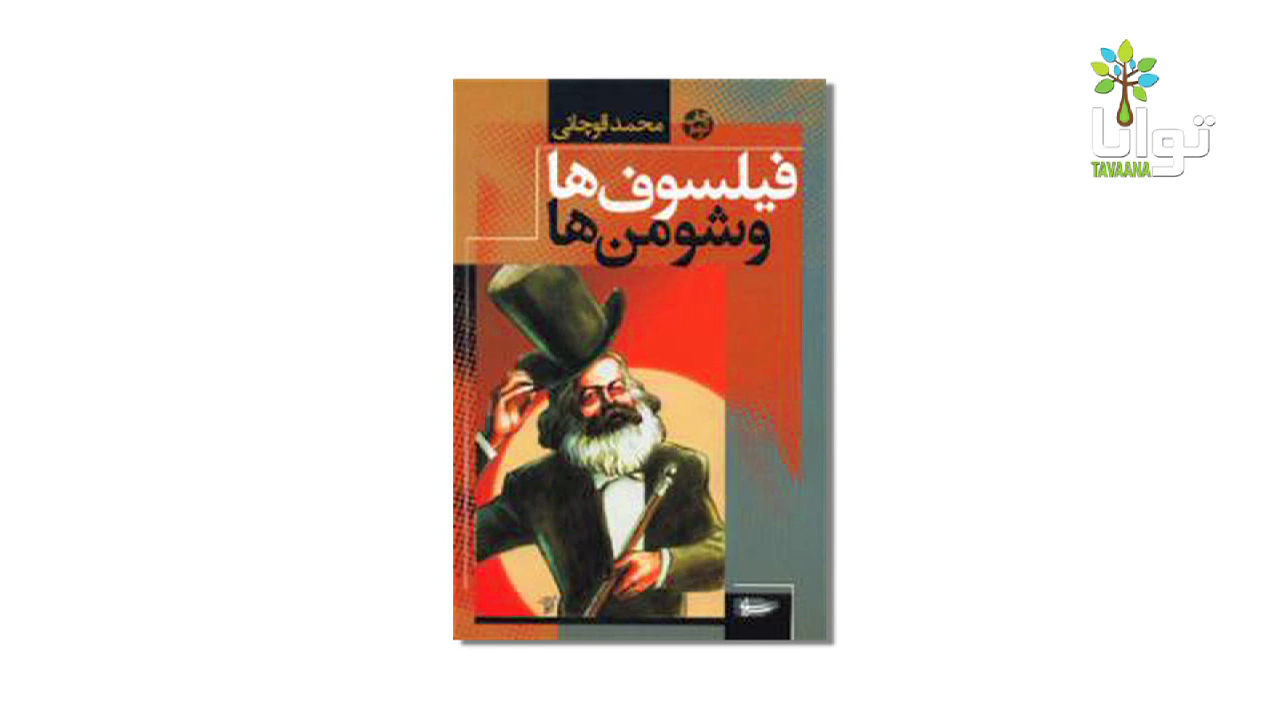 محمد قوچانی
فیلسوف‌ها
و شومن‌ها
توانا
TAVAANA